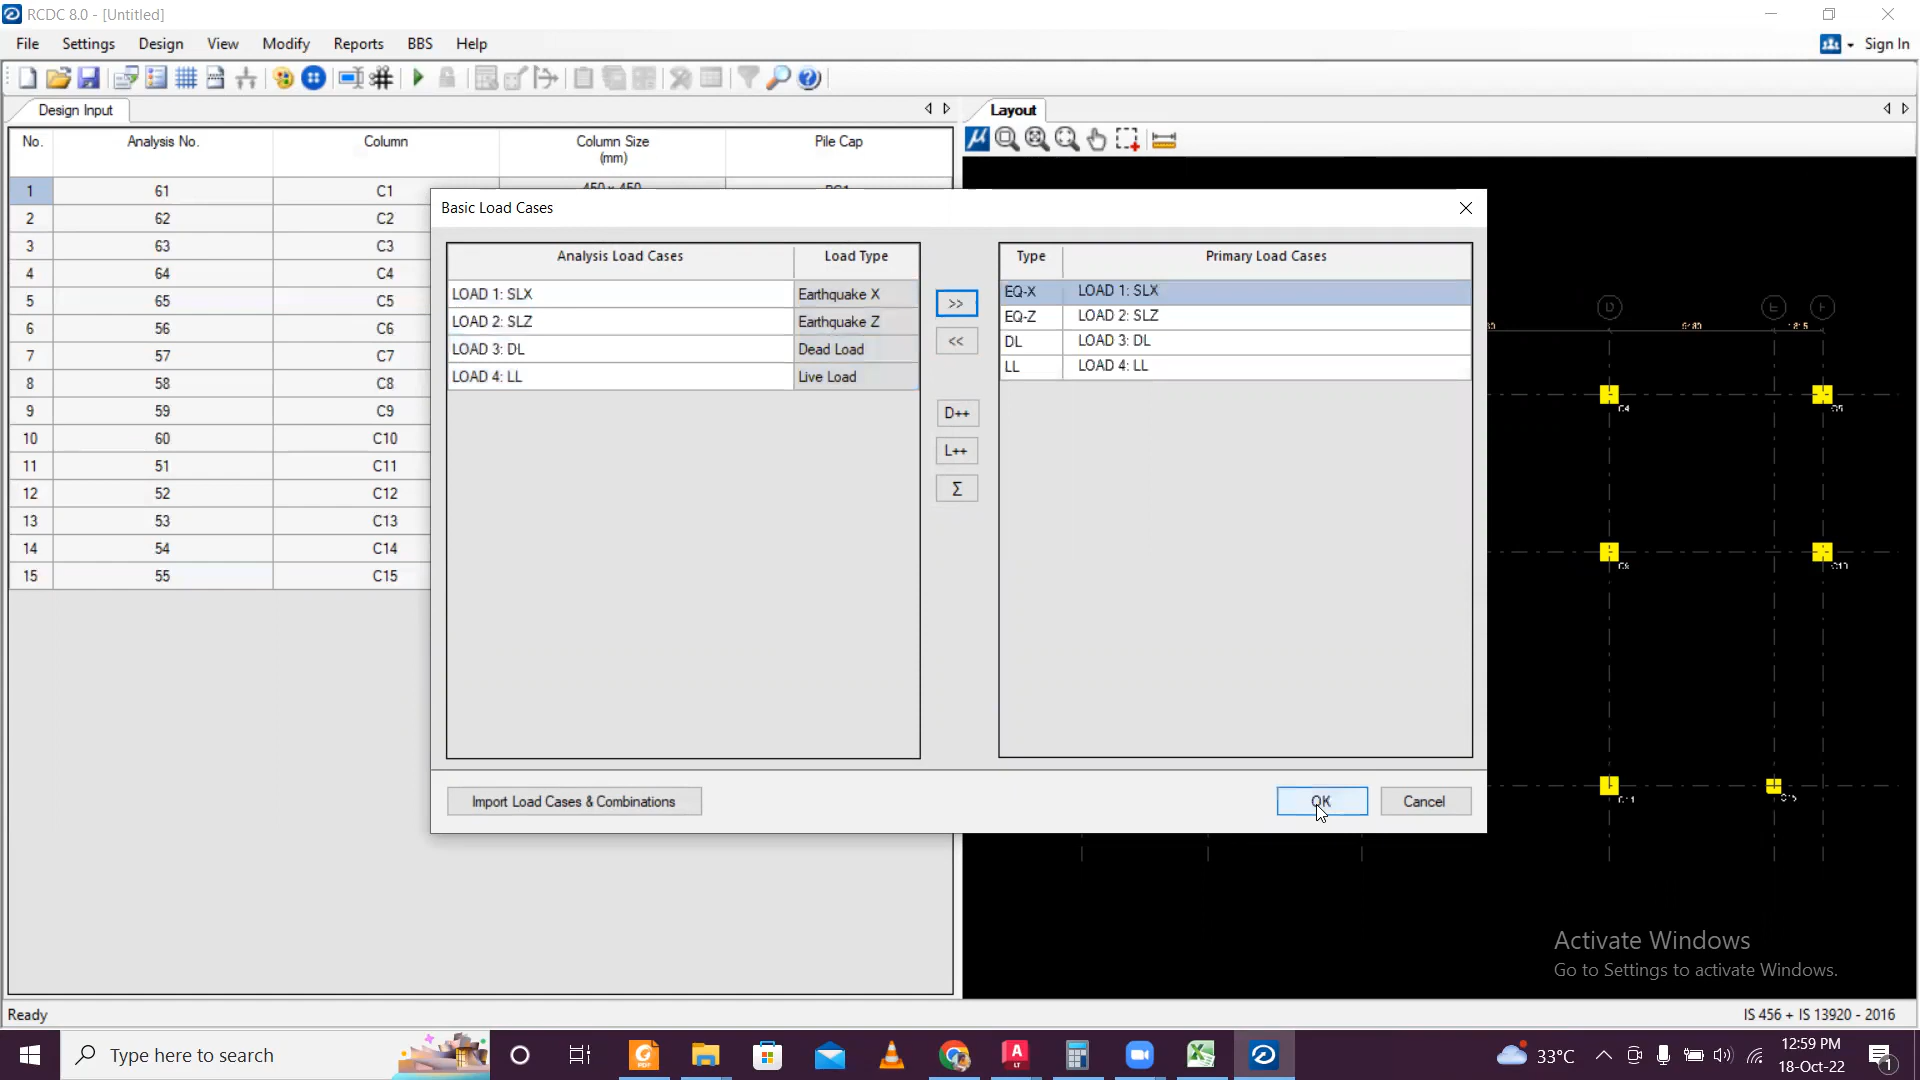 RCDC 8.0 - [Untitled]
File Settings Design View Modify Reports BBS Help
Sign In
Design Input
No. Analysis No. Column Column Size (mm) Pile Cap
1 61 C1
2 62 C2
3 63 C3
4 64 C4
5 65 C5
6 56 C6
7 57 C7
8 58 C8
9 59 C9
10 60 C10
11 51 C11
12 52 C12
13 53 C13
14 54 C14
15 55 C15
Layout
Basic Load Cases
Analysis Load Cases Load Type
LOAD 1: SLX Earthquake X
LOAD 2: SLZ Earthquake Z
LOAD 3: DL Dead Load
LOAD 4: LL Live Load
>>
<<
D++
L++
Σ
Type Primary Load Cases
EQ-X LOAD 1: SLX
EQ-Z LOAD 2: SLZ
DL LOAD 3: DL
LL LOAD 4: LL
Import Load Cases & Combinations
OK Cancel
D E F
Activate Windows
Go to Settings to activate Windows.
Ready
IS 456 + IS 13920 - 2016
Type here to search
33°C
12:59 PM
18-Oct-22
1